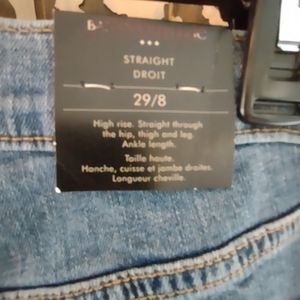 STRAIGHT
DROIT
29/8
High rise. Straight through
the hip, thigh and leg.
Ankle length.
Taille haute.
Hanche, cuisse et jambe droites.
Longueur cheville.